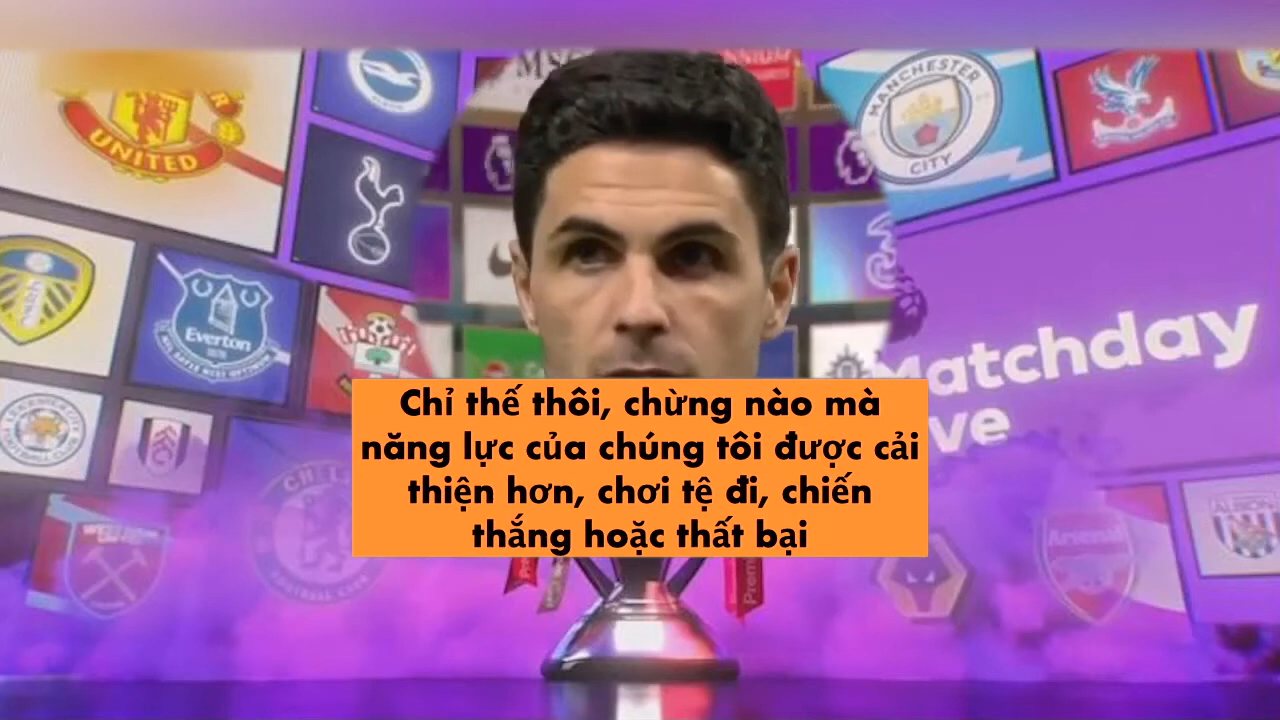 UNITED
MANCHESTER
CITY
Everton
Matchday
Chỉ thế thôi, chừng nào mà
năng lực của chúng tôi được cải
thiện hơn, chơi tệ đi, chiến
thắng hoặc thất bại
Arsenal